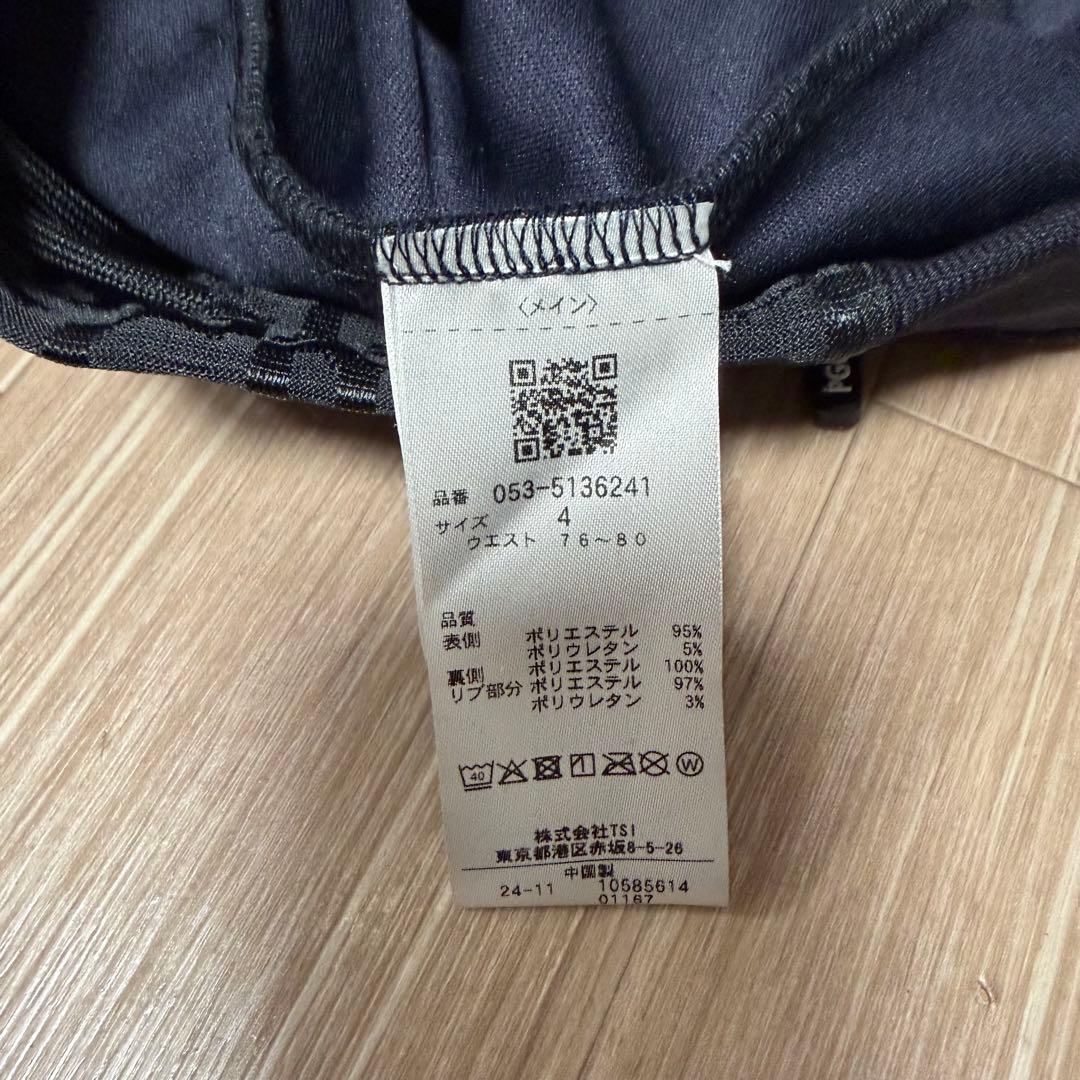 〈メイン〉
品番 053-5136241
サイズ 4
ウエスト 76〜80
品質
表側 ポリエステル 95%
ポリウレタン 5%
裏側 ポリエステル 100%
リブ部分 ポリエステル 97%
ポリウレタン 3%
40
W
株式会社TSI
東京都港区赤坂8-5-26
中国製
24-11 10585614
01167
PG